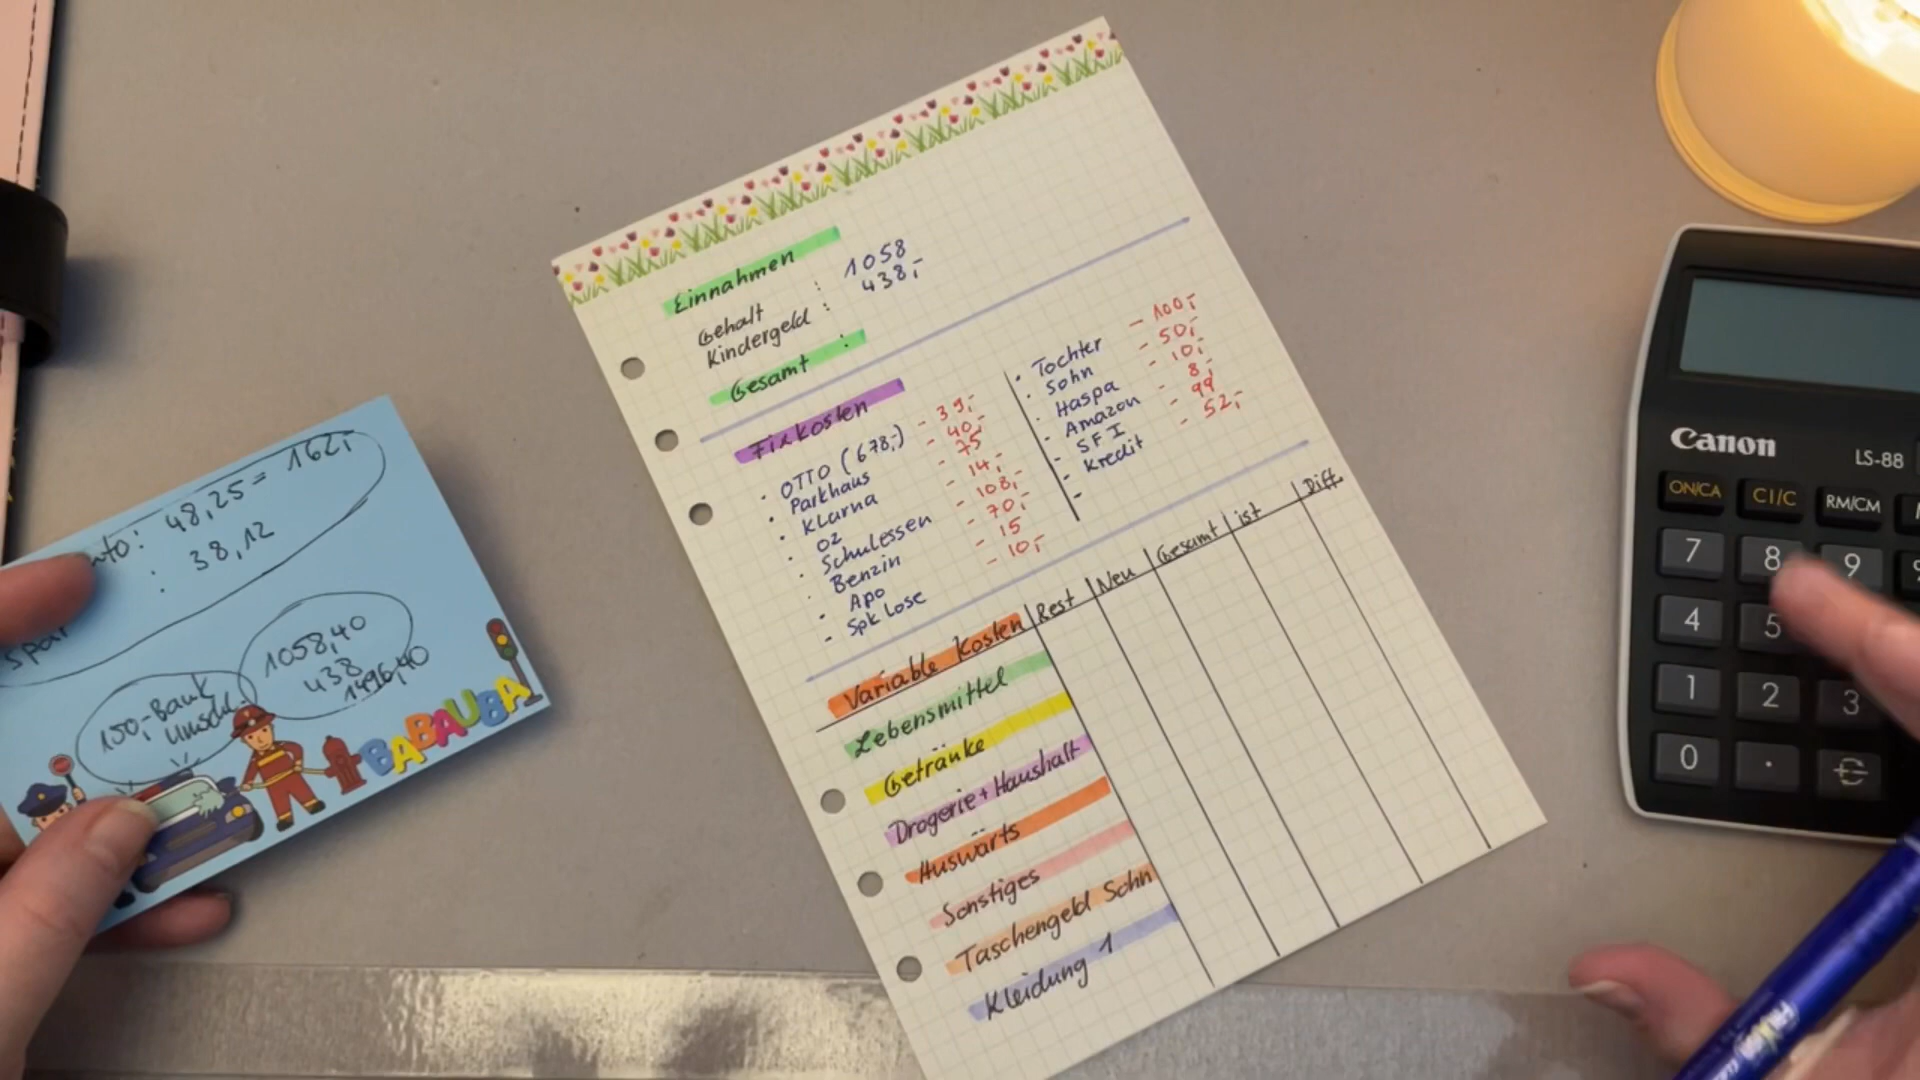 48,25 = 162,-
: 38,12
spar
1058,40
438
1496,40
150,- Bank
umschl.
BABAUBA
Einnahmen
Gehalt : 1058
Kindergeld : 438,-
Gesamt :
Fixkosten
· OTTO (678,-) - 39,-
· Parkhaus - 40,-
· Klarna - 75
· O2 - 14,-
· Schulessen - 108,-
· Benzin - 70,-
· Apo - 15
- Spk Lose - 10,-
· Tochter - 100,-
· Sohn - 50,-
· Haspa - 10,-
- Amazon - 8,-
- SFI - 99
- Kredit - 52,-
-
Variable Kosten | Rest | Neu | Gesamt | ist | Diff.
Lebensmittel
Getränke
Drogerie + Haushalt
Auswärts
Sonstiges
Taschengeld Sohn
Kleidung 1
Canon
LS-88
ON/CA CI/C RM/CM
7 8 9
4 5
1 2 3
0 .